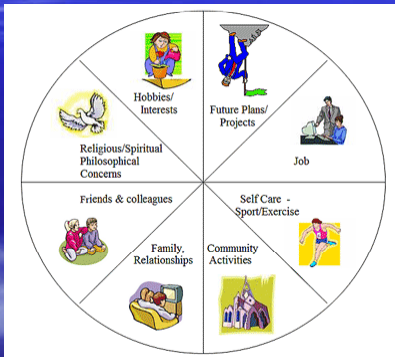 Hobbies/
Interests
Future Plans/
Projects
Religious/Spiritual
Philosophical
Concerns
Job
Friends & colleagues
Self Care -
Sport/Exercise
Family,
Relationships
Community
Activities